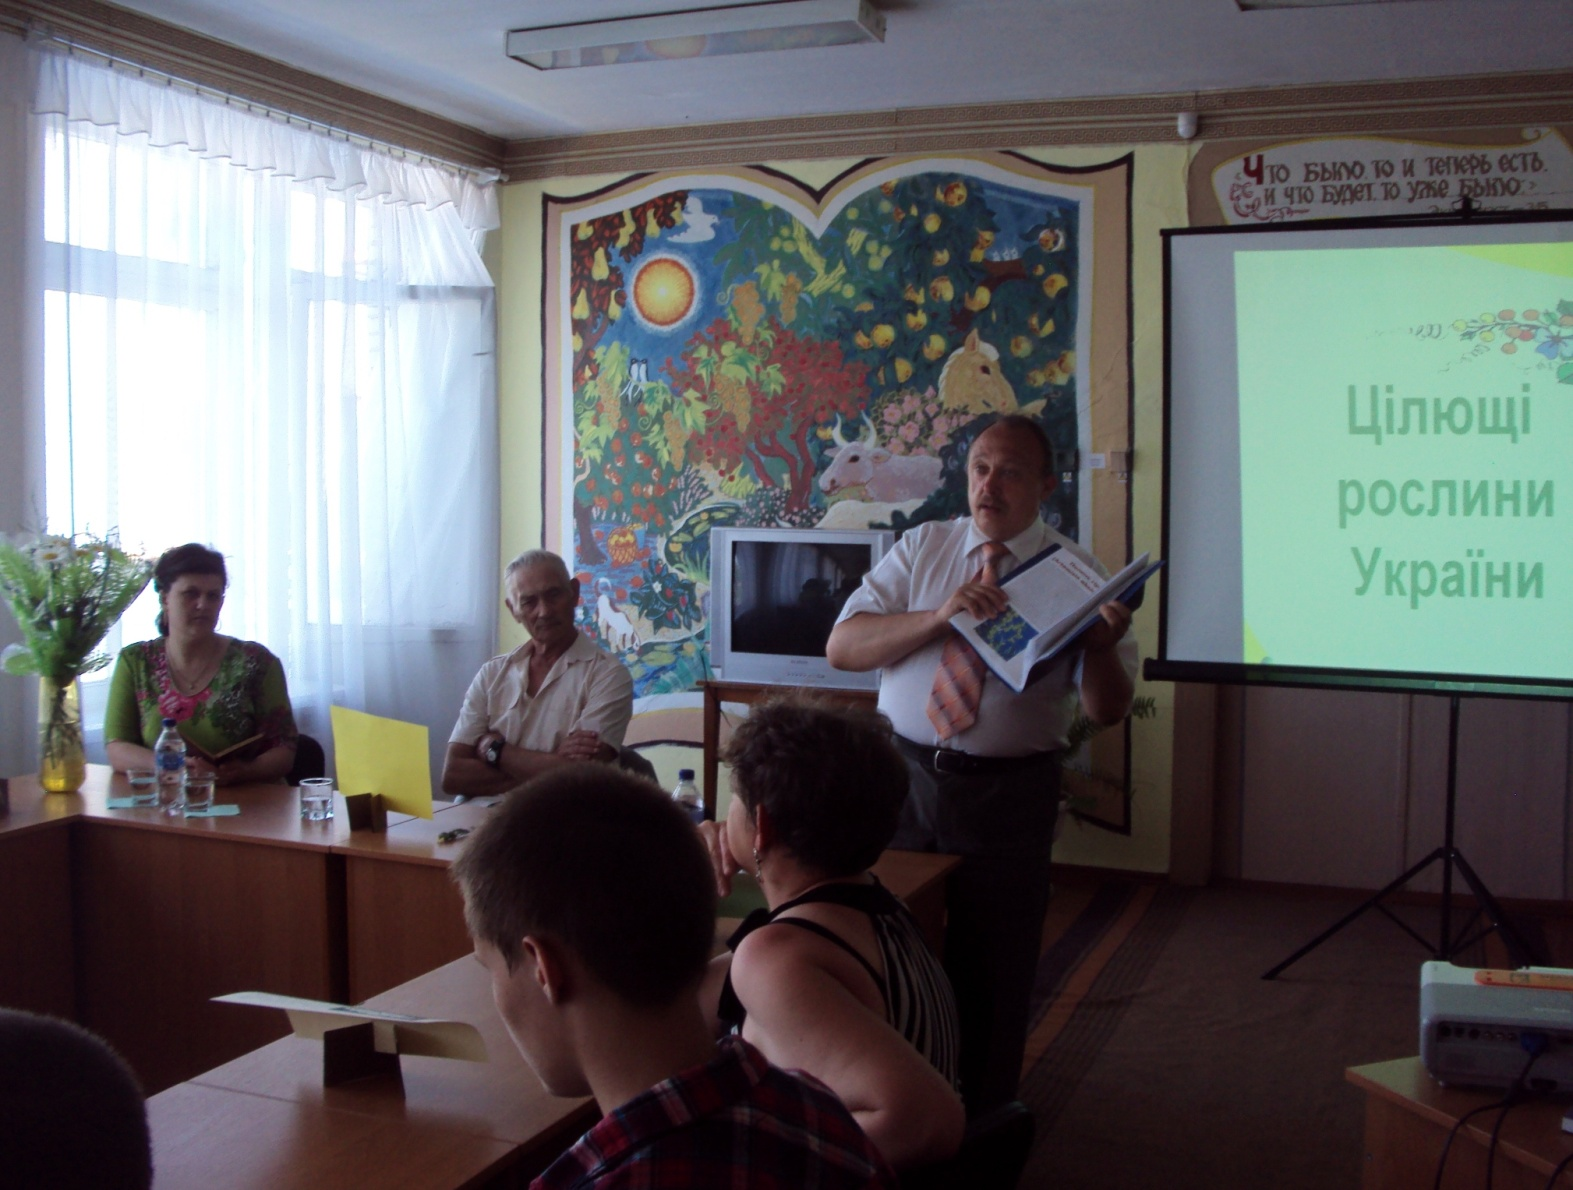 Что было, то и теперь есть,
и что будет, то уже было.
Цілющі
рослини
України